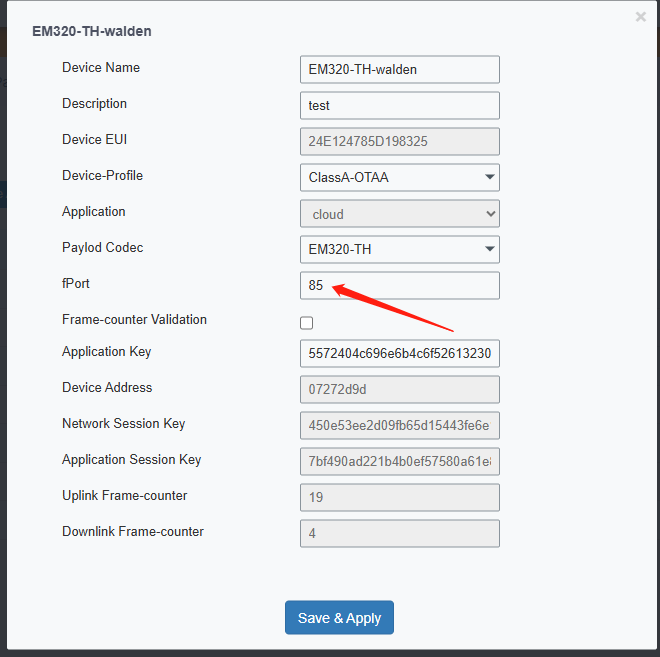 ×
EM320-TH-walden
Device Name EM320-TH-walden
Description test
Device EUI 24E124785D198325
Device-Profile ClassA-OTAA
Application cloud
Paylod Codec EM320-TH
fPort 85
Frame-counter Validation
Application Key 5572404c696e6b4c6f52613230
Device Address 07272d9d
Network Session Key 450e53ee2d09fb65d15443fe6e
Application Session Key 7bf490ad221b4b0ef57580a61e
Uplink Frame-counter 19
Downlink Frame-counter 4
Save & Apply